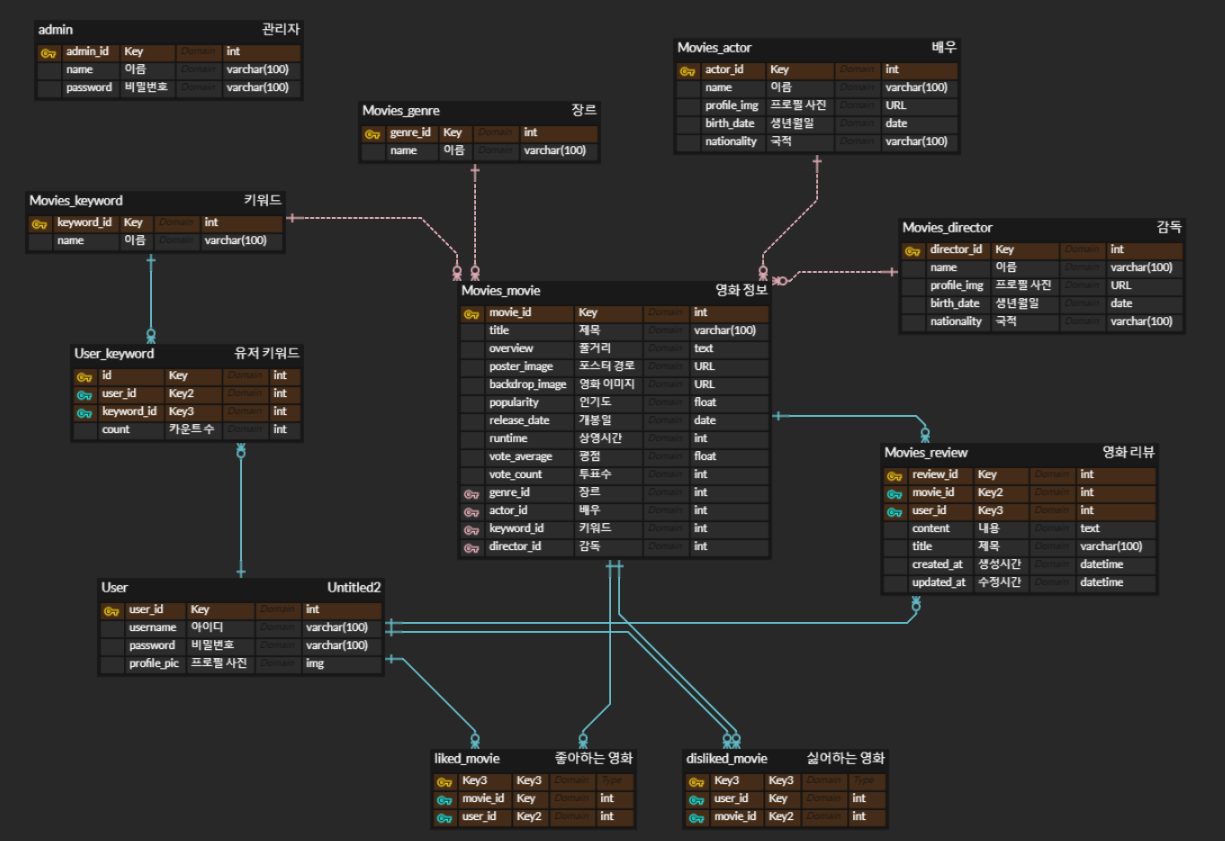 admin 관리자
admin_id Key Domain int
name 이름 Domain varchar(100)
password 비밀번호 Domain varchar(100)
Movies_actor 배우
actor_id Key Domain int
name 이름 Domain varchar(100)
profile_img 프로필 사진 Domain URL
birth_date 생년월일 Domain date
nationality 국적 Domain varchar(100)
Movies_genre 장르
genre_id Key Domain int
name 이름 Domain varchar(100)
Movies_keyword 키워드
keyword_id Key Domain int
name 이름 Domain varchar(100)
Movies_director 감독
director_id Key Domain int
name 이름 Domain varchar(100)
profile_img 프로필 사진 Domain URL
birth_date 생년월일 Domain date
nationality 국적 Domain varchar(100)
Movies_movie 영화 정보
movie_id Key Domain int
title 제목 Domain varchar(100)
overview 줄거리 Domain text
poster_image 포스터 경로 Domain URL
backdrop_image 영화 이미지 Domain URL
popularity 인기도 Domain float
release_date 개봉일 Domain date
runtime 상영시간 Domain int
vote_average 평점 Domain float
vote_count 투표수 Domain int
genre_id 장르 Domain int
actor_id 배우 Domain int
keyword_id 키워드 Domain int
director_id 감독 Domain int
User_keyword 유저 키워드
id Key Domain int
user_id Key2 Domain int
keyword_id Key3 Domain int
count 카운트 수 Domain int
Movies_review 영화 리뷰
review_id Key Domain int
movie_id Key2 Domain int
user_id Key3 Domain int
content 내용 Domain text
title 제목 Domain varchar(100)
created_at 생성시간 Domain datetime
updated_at 수정시간 Domain datetime
User Untitled2
user_id Key Domain int
username 아이디 Domain varchar(100)
password 비밀번호 Domain varchar(100)
profile_pic 프로필 사진 Domain img
liked_movie 좋아하는 영화
Key3 Key3 Domain Type
movie_id Key Domain int
user_id Key2 Domain int
disliked_movie 싫어하는 영화
Key3 Key3 Domain Type
user_id Key Domain int
movie_id Key2 Domain int